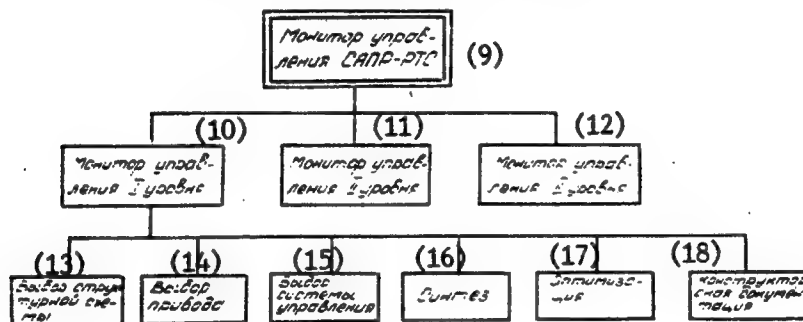 Монитор управ-
ления САПР-РТС
(9)
(10)
(11)
(12)
Монитор управ-
ления I уровня
Монитор управ-
ления II уровня
Монитор управ-
ления уровня
(13)
(14)
(15)
(16)
(17)
(18)
Выбор струк
турной схе-
мы
Выбор
привода
Выбор
системы
управления
Синтез
Оптимиза-
ция
Конструктор
ская докумен
тация